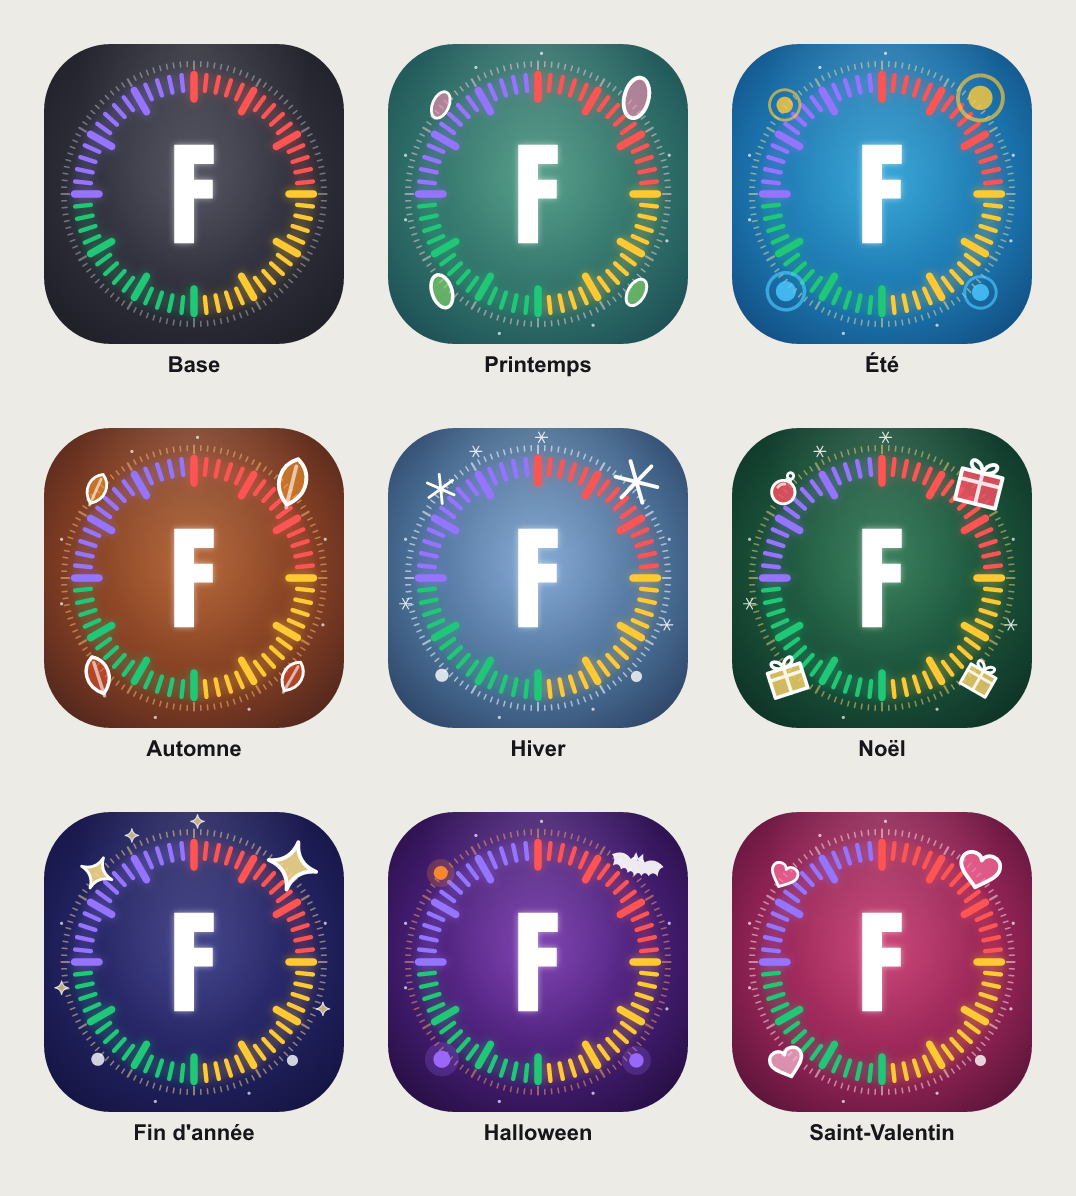 F
F
F
Base
Printemps
Été
F
F
F
Automne
Hiver
Noël
F
F
F
Fin d'année
Halloween
Saint-Valentin